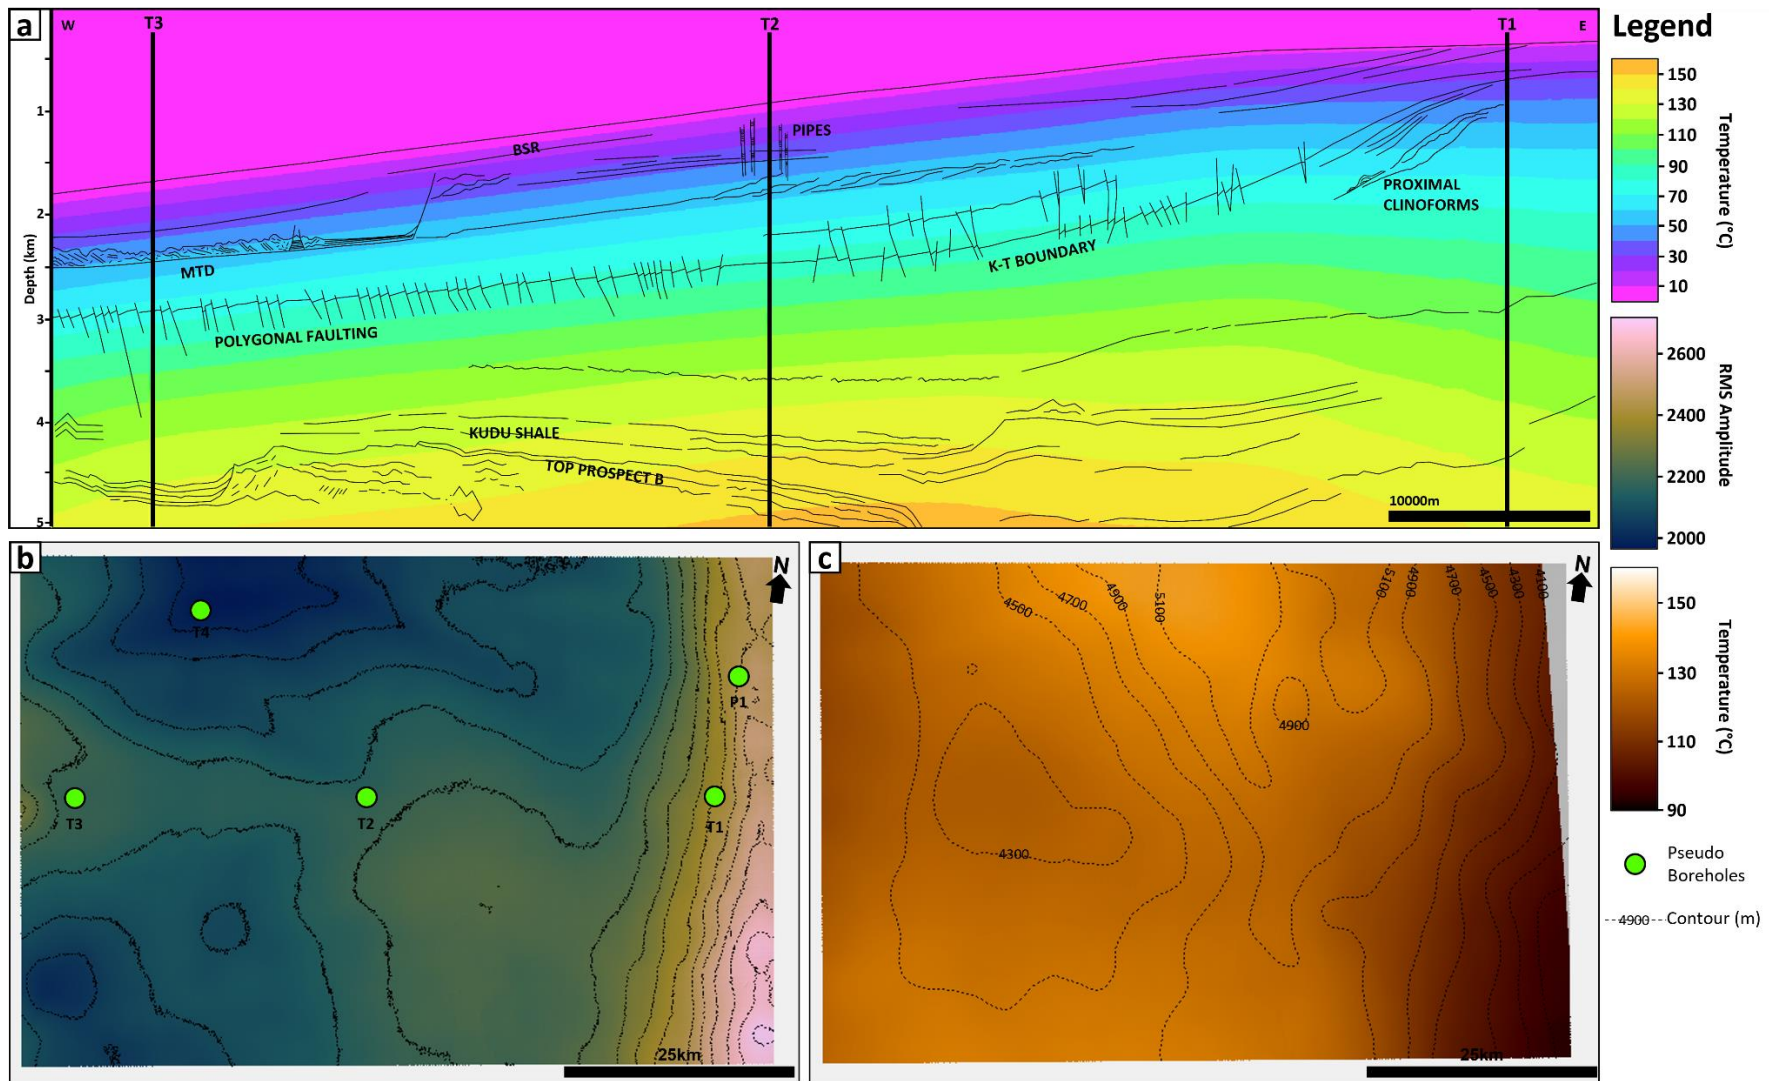 a
W
T3
T2
T1
E
Legend
1
2
3
4
5
Depth (km)
BSR
PIPES
MTD
POLYGONAL FAULTING
K-T BOUNDARY
PROXIMAL
CLINOFORMS
KUDU SHALE
TOP PROSPECT B
10000m
150
130
110
90
70
50
30
10
Temperature (°C)
2600
2400
2200
2000
RMS Amplitude
b
N
T4
P1
T3
T2
T1
25km
c
N
4500
4700
4900
5100
5100
4900
4700
4500
4300
4100
4900
4300
25km
150
130
110
90
Temperature (°C)
Pseudo
Boreholes
4900 Contour (m)